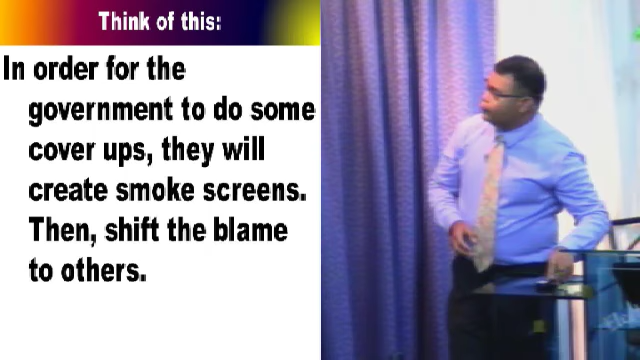 Think of this:
In order for the
government to do some
cover ups, they will
create smoke screens.
Then, shift the blame
to others.